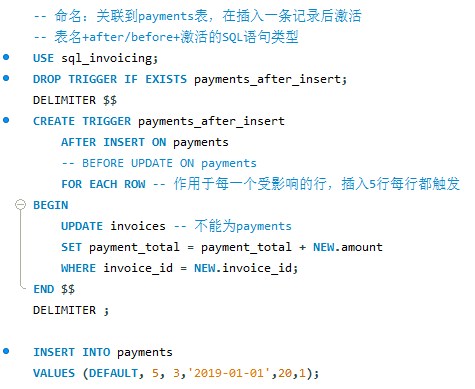 -- 命名：关联到payments表，在插入一条记录后激活
-- 表名+after/before+激活的SQL语句类型
USE sql_invoicing;
DROP TRIGGER IF EXISTS payments_after_insert;
DELIMITER $$
CREATE TRIGGER payments_after_insert
AFTER INSERT ON payments
-- BEFORE UPDATE ON payments
FOR EACH ROW -- 作用于每一个受影响的行，插入5行每行都触发
BEGIN
UPDATE invoices -- 不能为payments
SET payment_total = payment_total + NEW.amount
WHERE invoice_id = NEW.invoice_id;
END $$
DELIMITER ;
INSERT INTO payments
VALUES (DEFAULT, 5, 3,'2019-01-01',20,1);